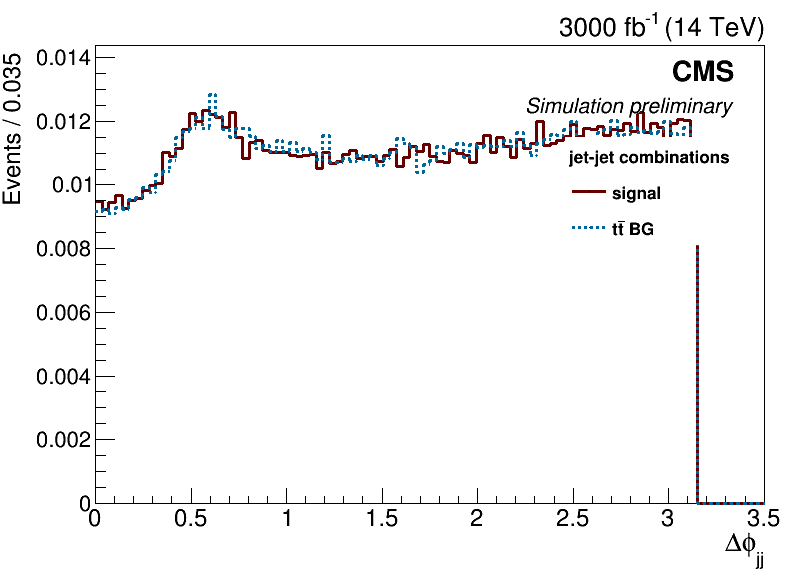 3000 fb⁻¹ (14 TeV)
CMS
Simulation preliminary
jet-jet combinations
signal
tt̄ BG
Events / 0.035
0.014
0.012
0.01
0.008
0.006
0.004
0.002
0
0 0.5 1 1.5 2 2.5 3 3.5
Δϕjj